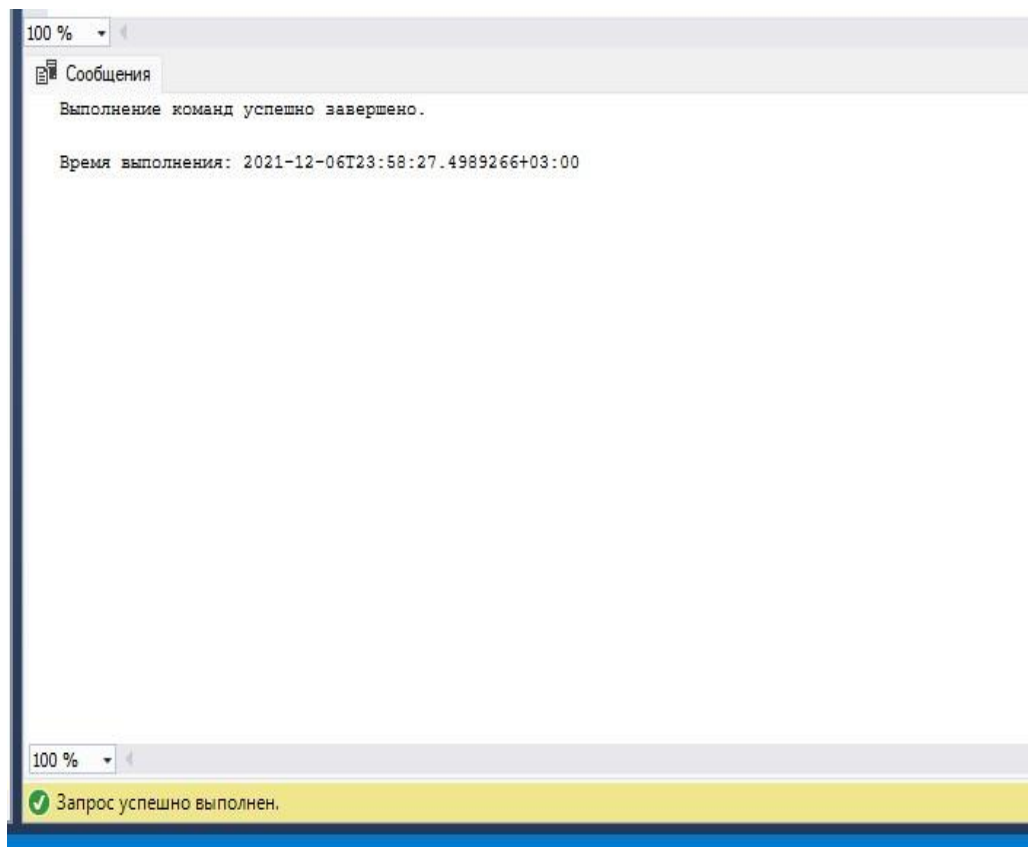 100 %
Сообщения
Выполнение команд успешно завершено.
Время выполнения: 2021-12-06T23:58:27.4989266+03:00
100 %
Запрос успешно выполнен.